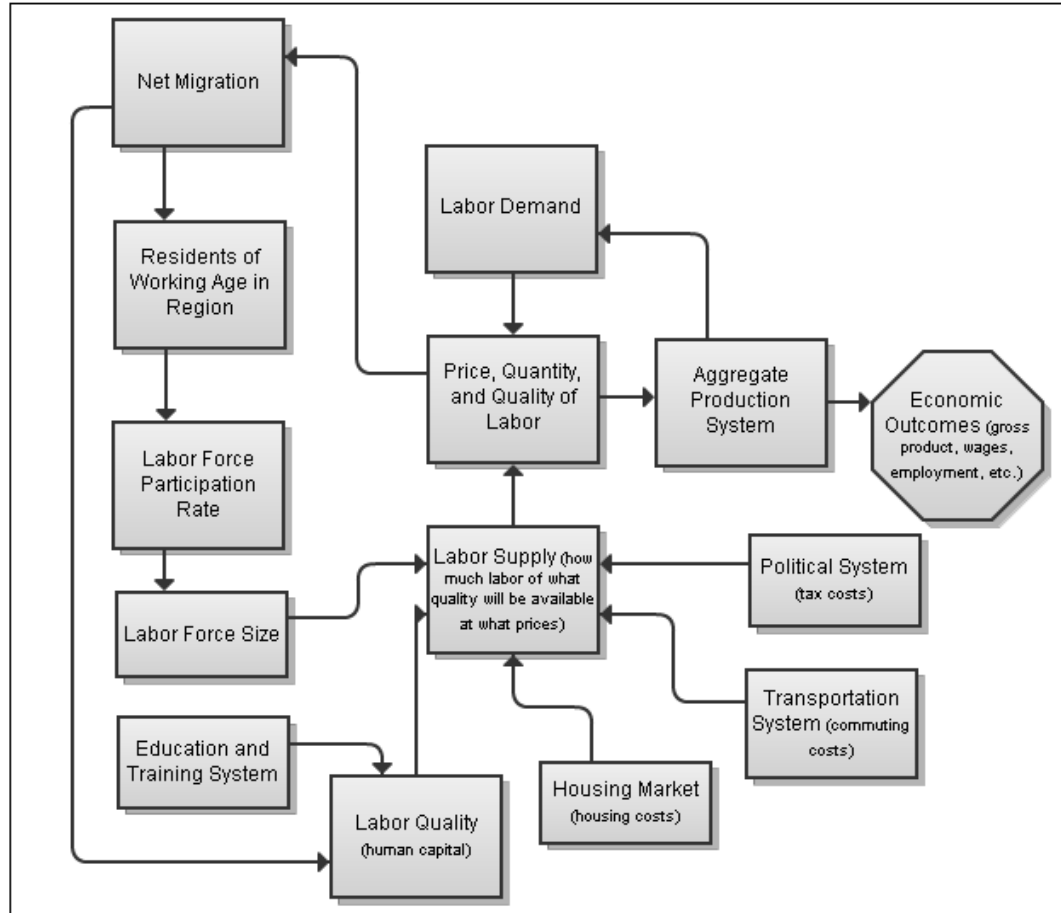 Net Migration
Labor Demand
Residents of
Working Age in
Region
Price, Quantity,
and Quality of
Labor
Aggregate
Production
System
Economic
Outcomes (gross
product, wages,
employment, etc.)
Labor Force
Participation
Rate
Labor Supply (how
much labor of what
quality will be available
at what prices)
Political System
(tax costs)
Labor Force Size
Transportation
System (commuting
costs)
Education and
Training System
Housing Market
(housing costs)
Labor Quality
(human capital)